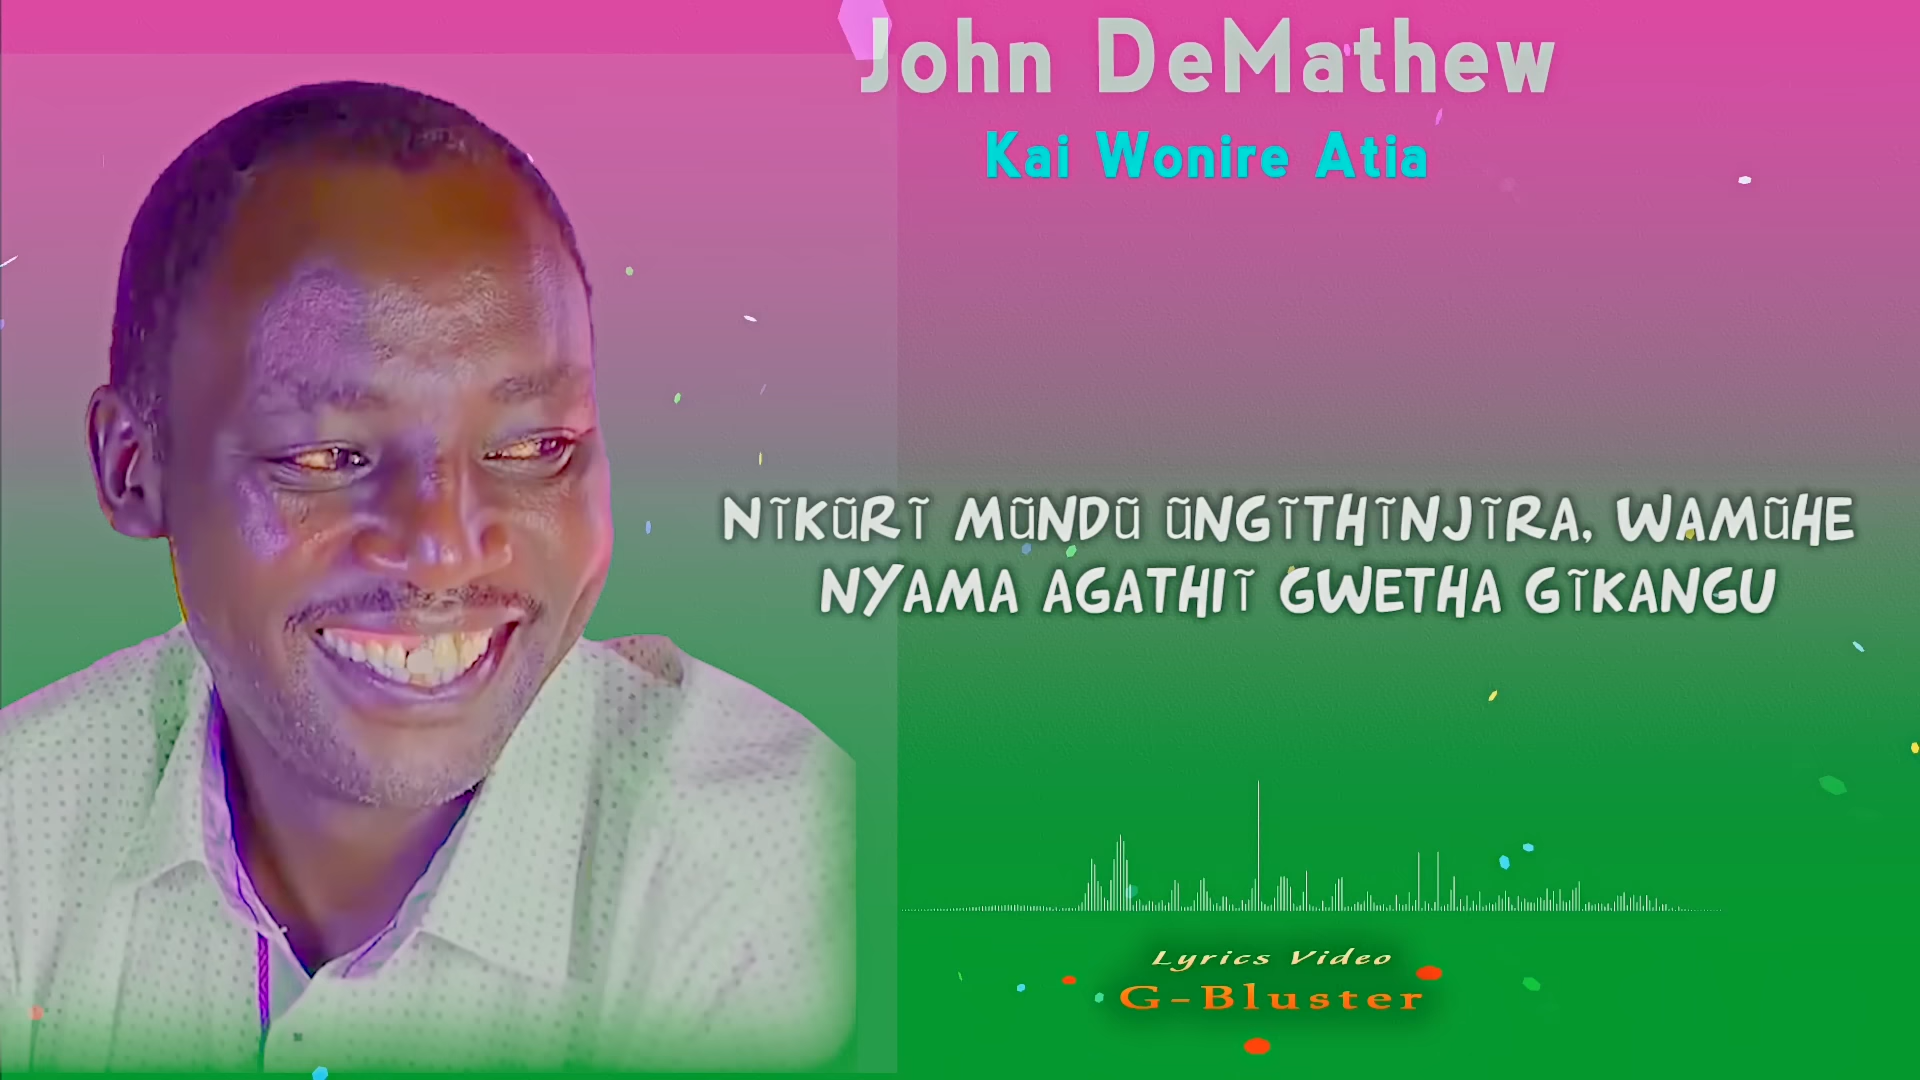 John DeMathew
Kai Wonire Atia
NĨKŨRĨ MŨNDŨ ŨNGĨTHĨNJĨRA, WAMŨHE
NYAMA AGATHIĨ GWETHA GĨKANGU
Lyrics Video
G-Bluster